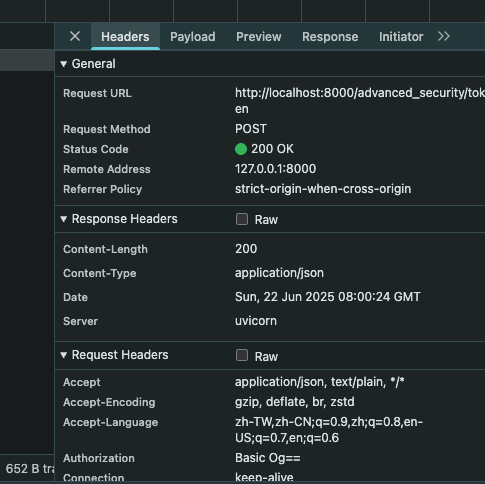 Headers Payload Preview Response Initiator
General
Request URL http://localhost:8000/advanced_security/tok
en
Request Method POST
Status Code 200 OK
Remote Address 127.0.0.1:8000
Referrer Policy strict-origin-when-cross-origin
Response Headers Raw
Content-Length 200
Content-Type application/json
Date Sun, 22 Jun 2025 08:00:24 GMT
Server uvicorn
Request Headers Raw
Accept application/json, text/plain, */*
Accept-Encoding gzip, deflate, br, zstd
Accept-Language zh-TW,zh-CN;q=0.9,zh;q=0.8,en-
US;q=0.7,en;q=0.6
Authorization Basic Og==
652 B tra
Connection keep-alive